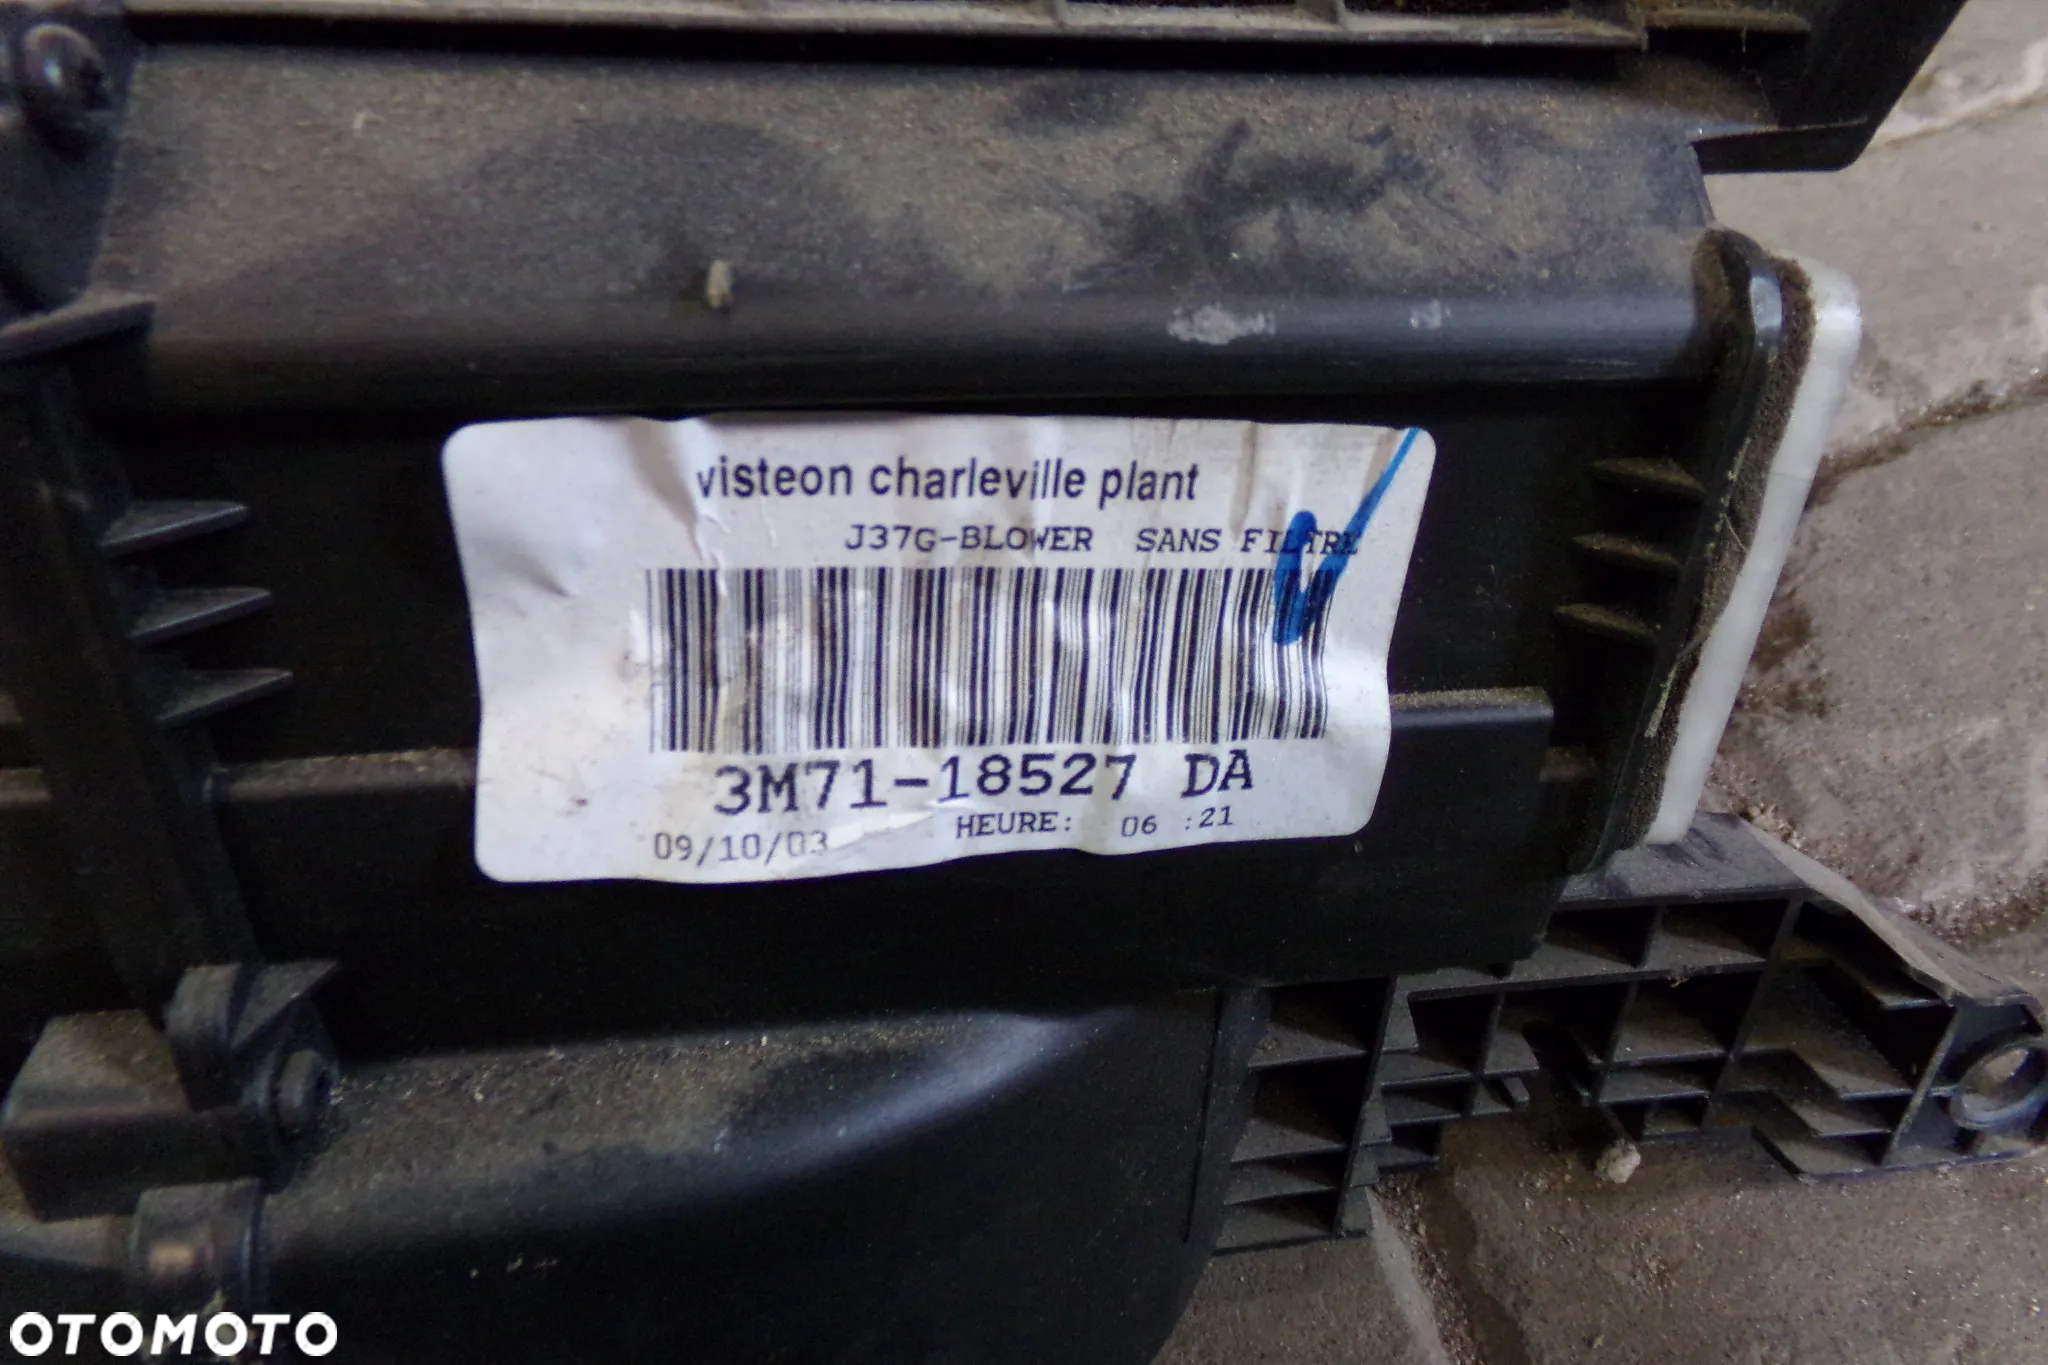 visteon charleville plant
J37G-BLOWER SANS FILTRE
3M71-18527 DA
09/10/03 HEURE: 06 :21
OTOMOTO